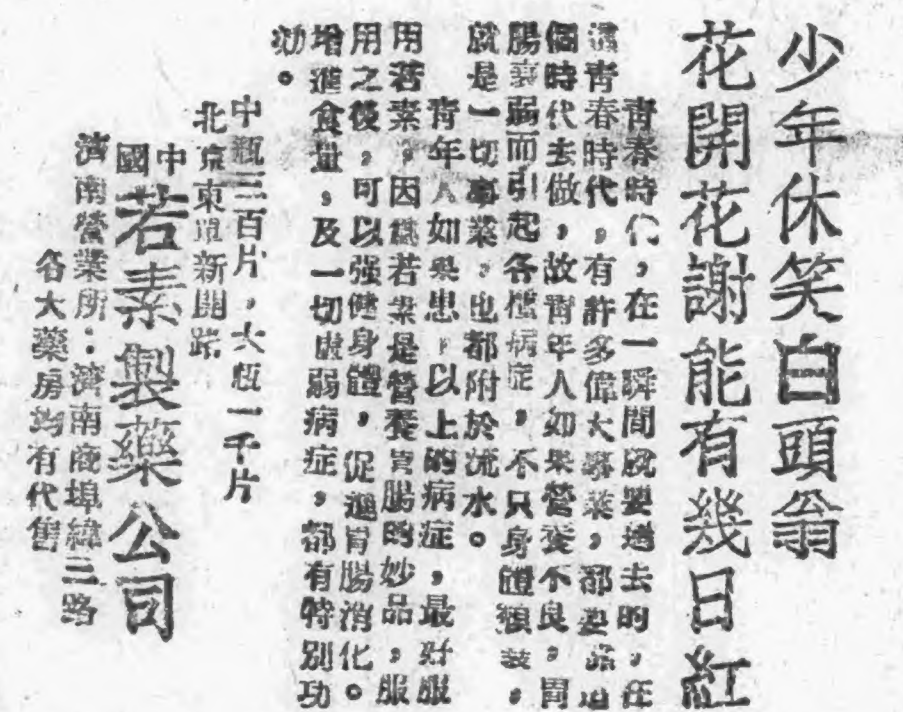 少年休笑白頭翁
花開花謝能有幾日紅
青春時代，在一瞬間就要過去的，在
這青春時代，有許多偉大事業，都要靠這
個時代去做，故青年人如果營養不良，胃
腸衰弱而引起各種病症，不只身體頹喪，
就是一切事業，也都附於流水。
青年人如果患，以上的病症，最好服
用若素，因為若素是營養胃腸的妙品，服
用之後，可以强健身體，促進胃腸消化。
增進食量，及一切虛弱病症，都有特別功
効。
中瓶三百片，大瓶一千片
北京東單新開路
中國若素製藥公司
濟南營業所：濟南商埠緯三路
各大藥房均有代售